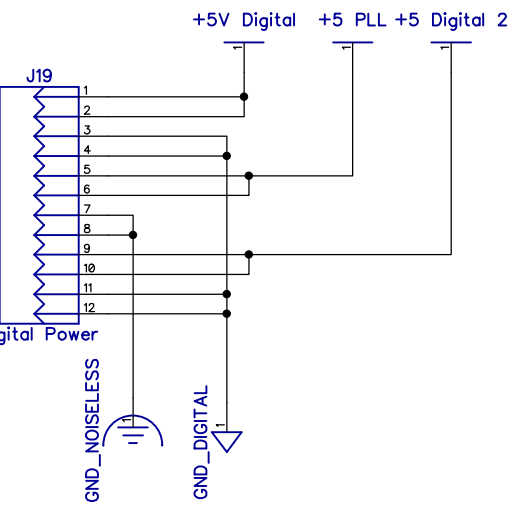 +5V Digital +5 PLL +5 Digital 2
1 1 1
J19
1
2
3
4
5
6
7
8
9
10
11
12
gital Power
GND_NOISELESS
1
GND_DIGITAL
1